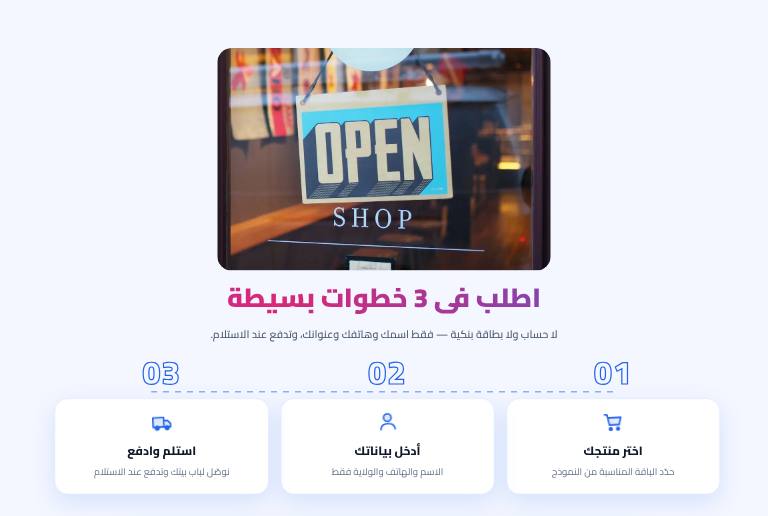 OPEN
SHOP
اطلب في 3 خطوات بسيطة
لا حساب ولا بطاقة بنكية — فقط اسمك وهاتفك وعنوانك، وتدفع عند الاستلام.
01
اختر منتجك
حدّد الباقة المناسبة من النموذج
02
أدخل بياناتك
الاسم والهاتف والولاية فقط
03
استلم وادفع
نوصّل لباب بيتك وتدفع عند الاستلام